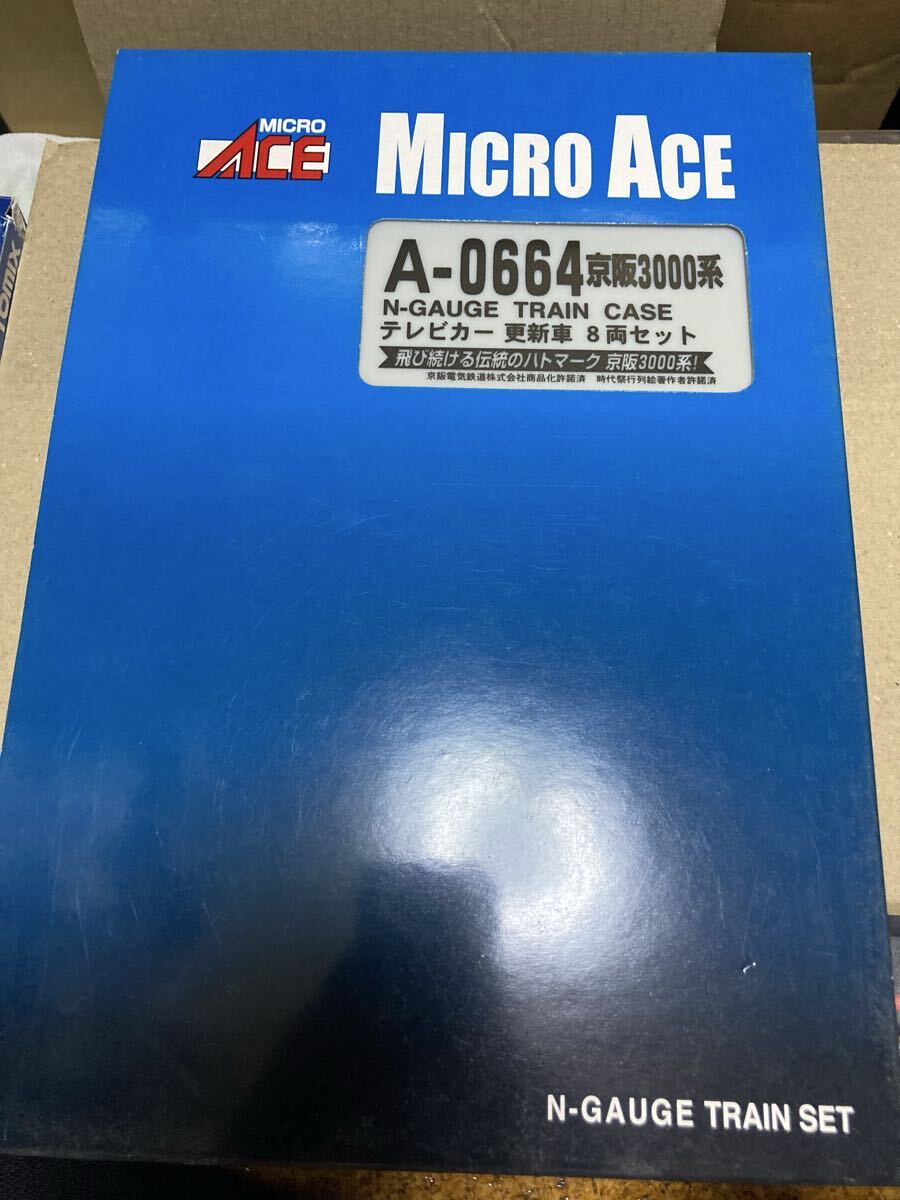 MICRO
ACE
MICRO ACE
A-0664京阪3000系
N-GAUGE TRAIN CASE
テレビカー 更新車 8両セット
飛び続ける伝統のハトマーク 京阪3000系!
京阪電気鉄道株式会社商品化許諾済 時代祭行列絵著作者許諾済
TOMIX
N-GAUGE TRAIN SET